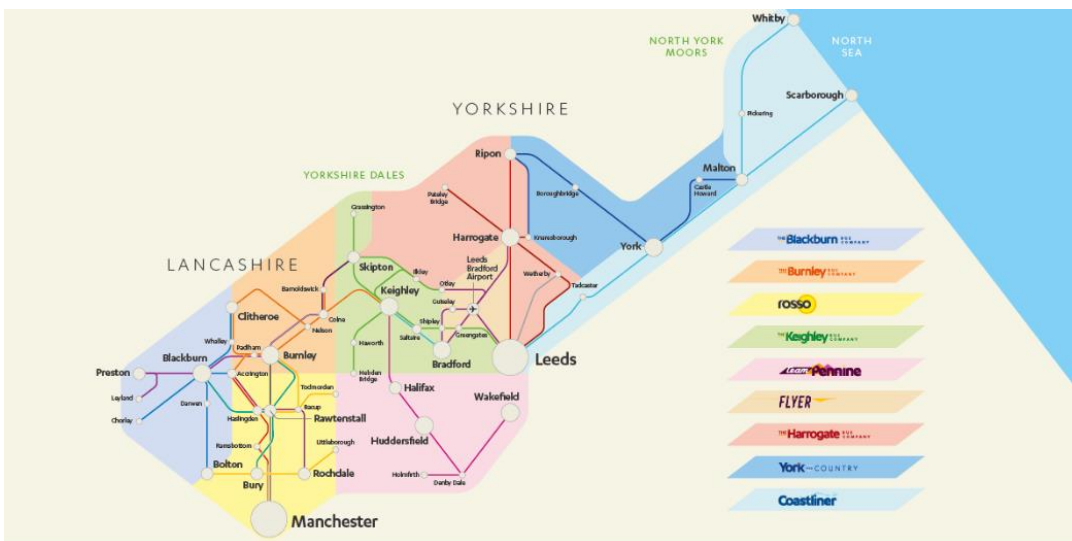 Whitby
NORTH YORK
MOORS
NORTH
SEA
Scarborough
YORKSHIRE
Pickering
Ripon
Malton
YORKSHIRE DALES
Pateley
Bridge
Boroughbridge
Castle
Howard
Grassington
Harrogate
Knaresborough
York
LANCASHIRE
Skipton
Leeds
Bradford
Airport
Wetherby
Ilkley
Otley
Tadcaster
Barnoldswick
Keighley
Guiseley
Clitheroe
Colne
Nelson
Shipley
Saltaire
Greengates
Whalley
Padham
Haworth
Blackburn
Burnley
Bradford
Leeds
Preston
Accrington
Hebden
Bridge
Todmorden
Halifax
Layland
Darwen
Bacup
Wakefield
Haslingden
Chorley
Rawtenstall
Huddersfield
Ramsbottom
Littleborough
Bolton
Rochdale
Holmfirth
Bury
Denby Dale
Manchester
THE Blackburn BUS COMPANY
THE Burnley BUS COMPANY
rosso
THE Keighley BUS COMPANY
team Pennine
FLYER
THE Harrogate BUS COMPANY
York COUNTRY
Coastliner